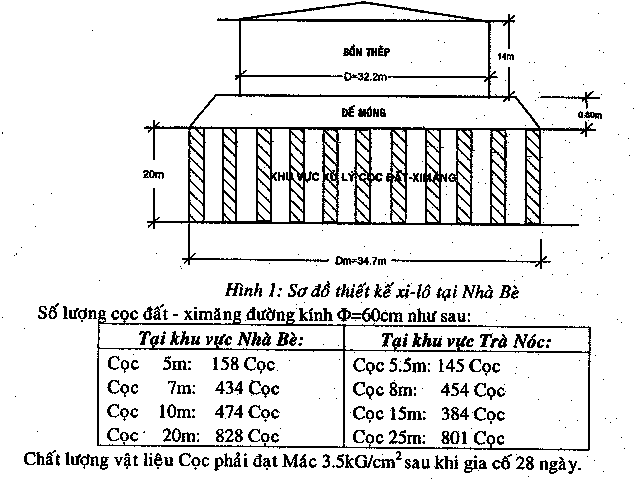 BỒN THÉP
14m
D=32.2m
ĐẾ MÓNG
0.80m
20m
KHU VỰC XỬ LÝ CỌC ĐẤT-XIMĂNG
Dm=34.7m
Hình 1: Sơ đồ thiết kế xi-lô tại Nhà Bè
Số lượng cọc đất - ximăng đường kính Φ=60cm như sau:
Tại khu vực Nhà Bè: Tại khu vực Trà Nóc:
Cọc 5m: 158 Cọc Cọc 5.5m: 145 Cọc
Cọc 7m: 434 Cọc Cọc 8m: 454 Cọc
Cọc 10m: 474 Cọc Cọc 15m: 384 Cọc
Cọc 20m: 828 Cọc Cọc 25m: 801 Cọc
Chất lượng vật liệu Cọc phải đạt Mác 3.5kG/cm² sau khi gia cố 28 ngày.